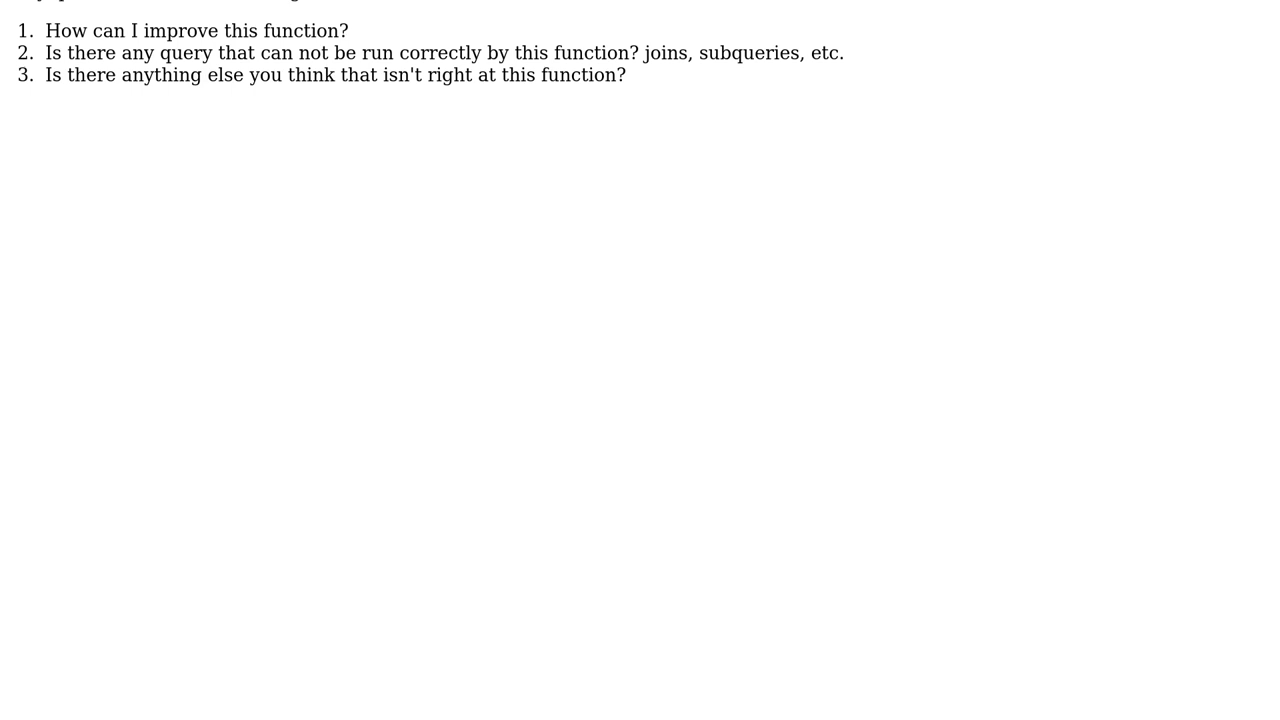 1. How can I improve this function?
2. Is there any query that can not be run correctly by this function? joins, subqueries, etc.
3. Is there anything else you think that isn't right at this function?